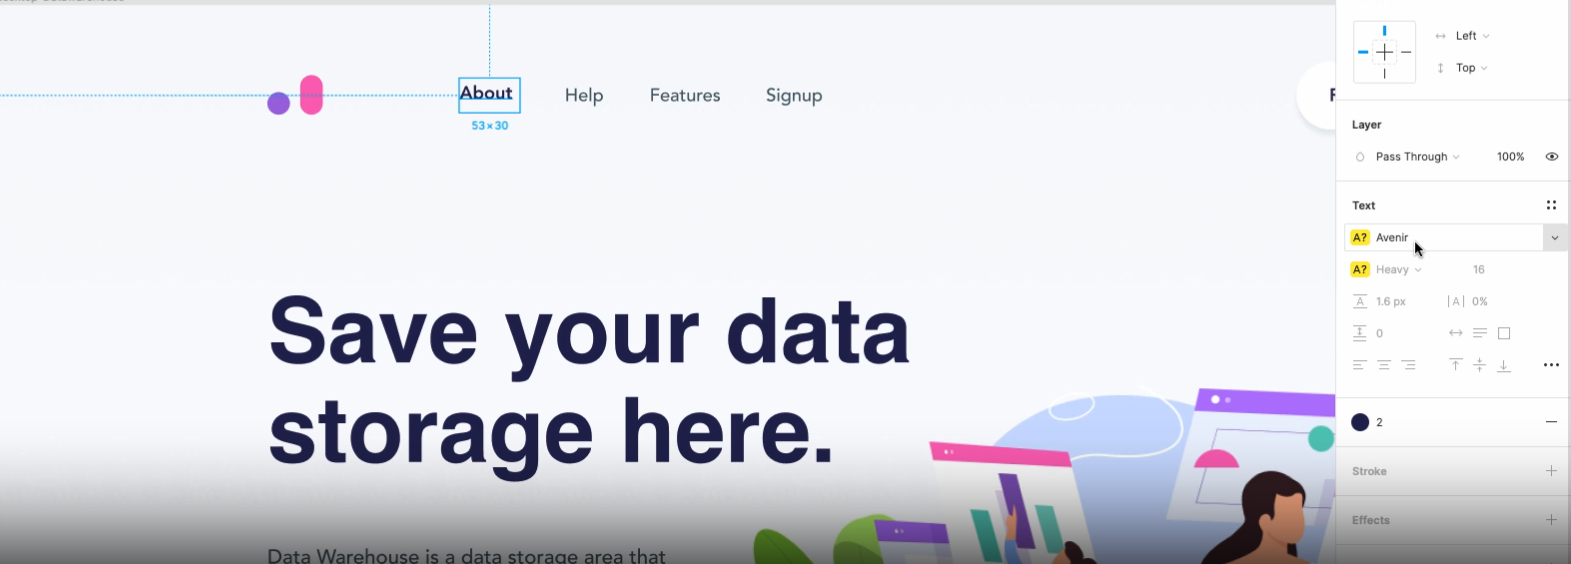 About
Help
Features
Signup
53×30
Save your data
storage here.
Data Warehouse is a data storage area that
Left
Top
Layer
Pass Through
100%
Text
A? Avenir
A? Heavy
16
A 1.6 px
|A| 0%
0
2
Stroke
Effects